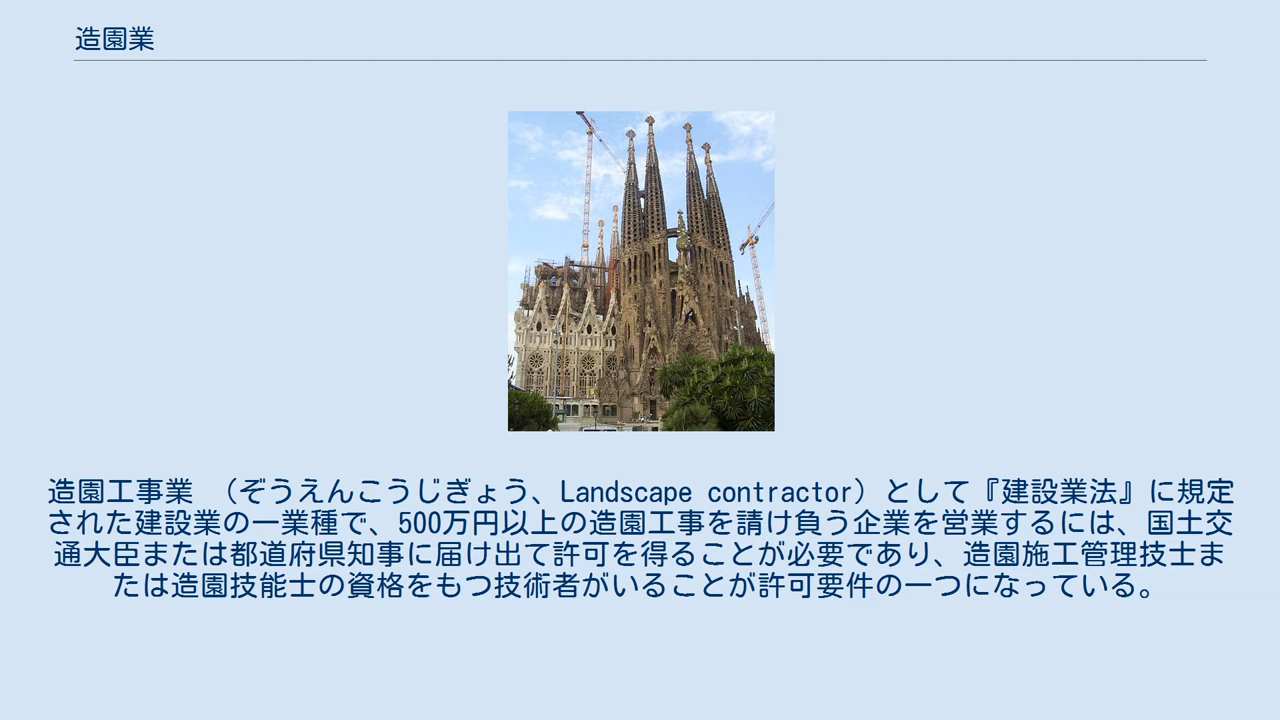 造園業
造園工事業　（ぞうえんこうじぎょう、Landscape contractor）として『建設業法』に規定
された建設業の一業種で、500万円以上の造園工事を請け負う企業を営業するには、国土交
通大臣または都道府県知事に届け出て許可を得ることが必要であり、造園施工管理技士ま
たは造園技能士の資格をもつ技術者がいることが許可要件の一つになっている。